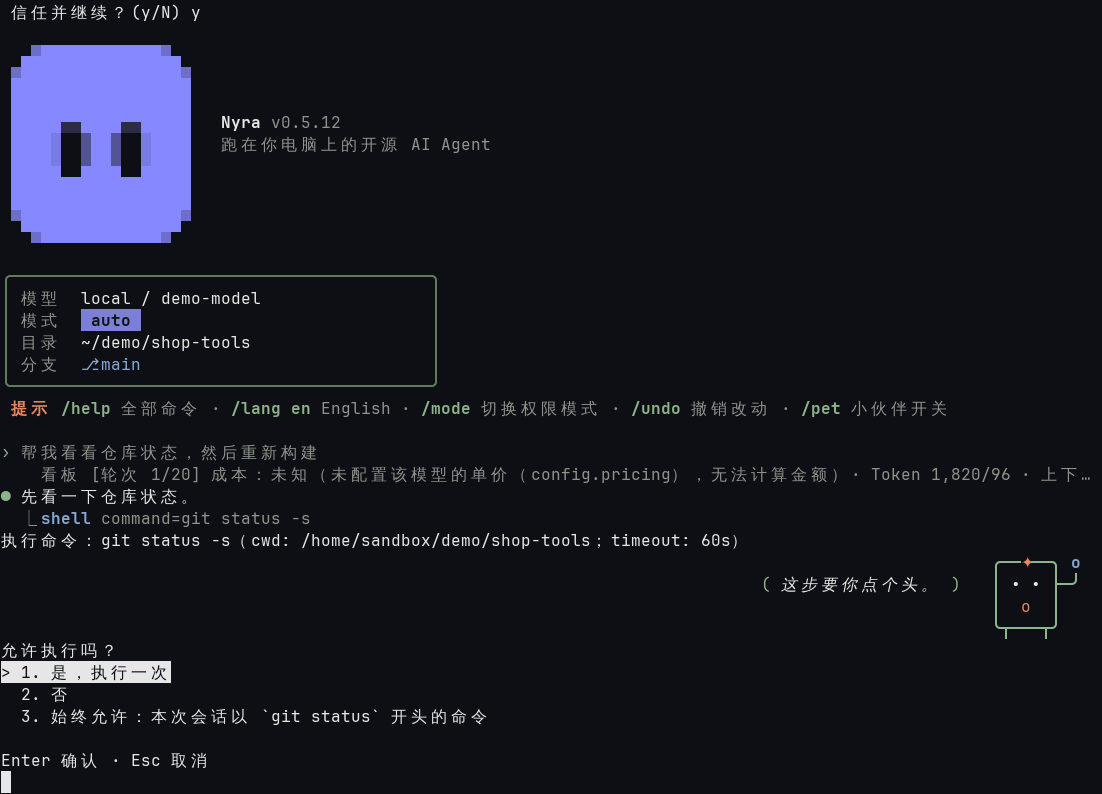 信任并继续？(y/N) y
Nyra v0.5.12
跑在你电脑上的开源 AI Agent
模型 local / demo-model
模式 auto
目录 ~/demo/shop-tools
分支 ⎇main
提示 /help 全部命令 · /lang en English · /mode 切换权限模式 · /undo 撤销改动 · /pet 小伙伴开关
› 帮我看看仓库状态，然后重新构建
看板 [轮次 1/20] 成本：未知（未配置该模型的单价（config.pricing），无法计算金额）· Token 1,820/96 · 上下…
● 先看一下仓库状态。
⎿ shell command=git status -s
执行命令：git status -s（cwd: /home/sandbox/demo/shop-tools；timeout: 60s）
( 这步要你点个头。 )
允许执行吗？
> 1. 是，执行一次
2. 否
3. 始终允许：本次会话以 `git status` 开头的命令
Enter 确认 · Esc 取消